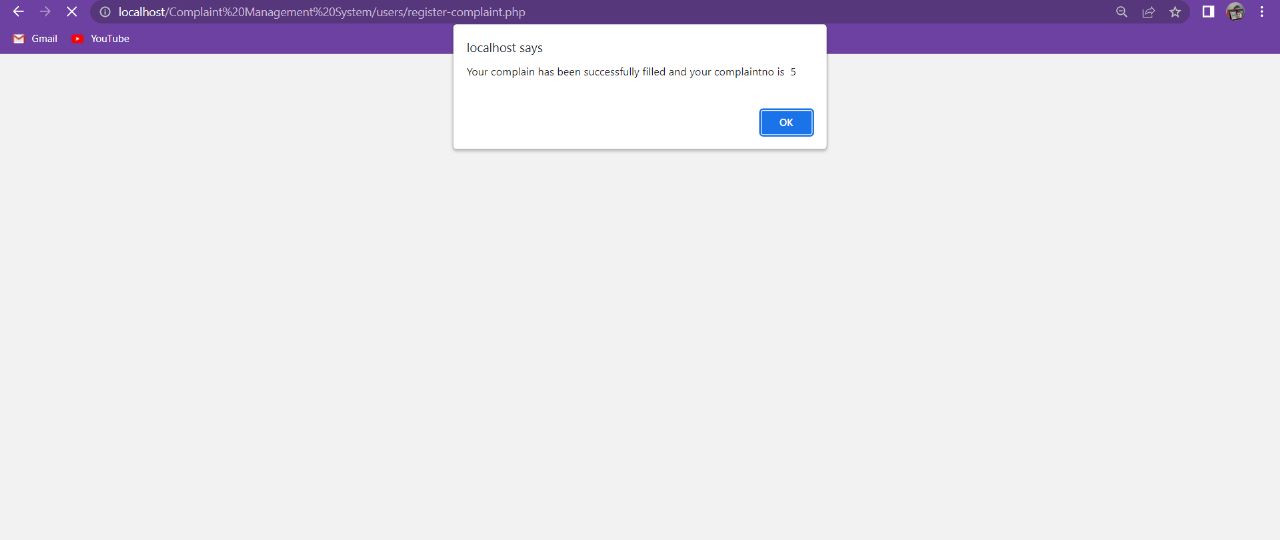 localhost/Complaint%20Management%20System/users/register-complaint.php
Gmail YouTube
localhost says
Your complain has been successfully filled and your complaintno is 5
OK